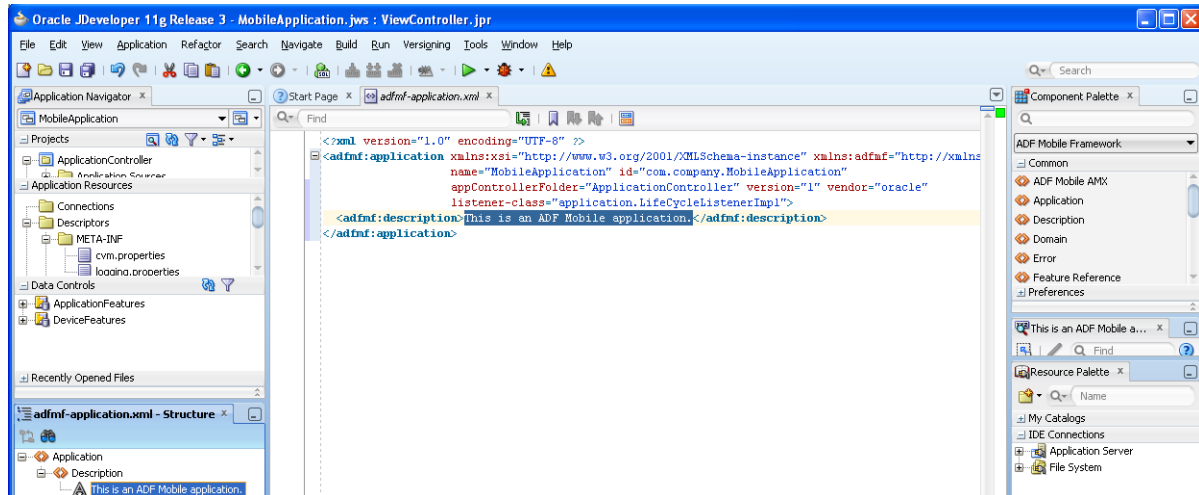 Oracle JDeveloper 11g Release 3 - MobileApplication.jws : ViewController.jpr
File Edit View Application Refactor Search Navigate Build Run Versioning Tools Window Help
Search
Application Navigator
MobileApplication
Projects
ApplicationController
Application Sources
Application Resources
Connections
Descriptors
META-INF
cvm.properties
logging.properties
Data Controls
ApplicationFeatures
DeviceFeatures
Recently Opened Files
adfmf-application.xml - Structure
Application
Description
This is an ADF Mobile application.
Start Page adfmf-application.xml
Find
<?xml version="1.0" encoding="UTF-8" ?>
<adfmf:application xmlns:xsi="http://www.w3.org/2001/XMLSchema-instance" xmlns:adfmf="http://xmlns
name="MobileApplication" id="com.company.MobileApplication"
appControllerFolder="ApplicationController" version="1" vendor="oracle"
listener-class="application.LifeCycleListenerImpl">
<adfmf:description>This is an ADF Mobile application.</adfmf:description>
</adfmf:application>
Component Palette
ADF Mobile Framework
Common
ADF Mobile AMX
Application
Description
Domain
Error
Feature Reference
Preferences
This is an ADF Mobile a...
Find
Resource Palette
Name
My Catalogs
IDE Connections
Application Server
File System